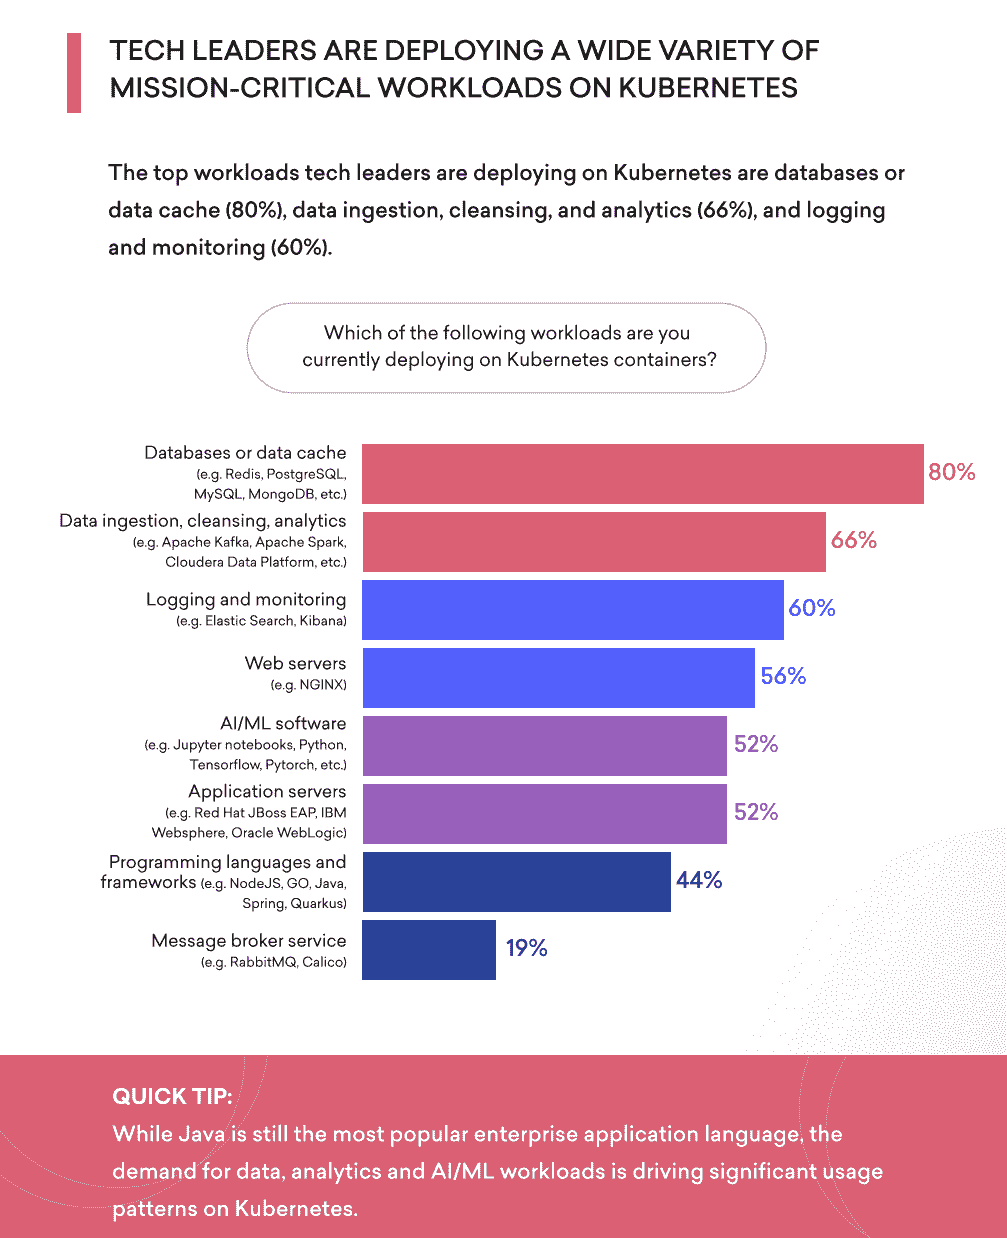 TECH LEADERS ARE DEPLOYING A WIDE VARIETY OF
MISSION-CRITICAL WORKLOADS ON KUBERNETES
The top workloads tech leaders are deploying on Kubernetes are databases or
data cache (80%), data ingestion, cleansing, and analytics (66%), and logging
and monitoring (60%).
Which of the following workloads are you
currently deploying on Kubernetes containers?
Databases or data cache
(e.g. Redis, PostgreSQL,
MySQL, MongoDB, etc.)
80%
Data ingestion, cleansing, analytics
(e.g. Apache Kafka, Apache Spark,
Cloudera Data Platform, etc.)
66%
Logging and monitoring
(e.g. Elastic Search, Kibana)
60%
Web servers
(e.g. NGINX)
56%
AI/ML software
(e.g. Jupyter notebooks, Python,
Tensorflow, Pytorch, etc.)
52%
Application servers
(e.g. Red Hat JBoss EAP, IBM
Websphere, Oracle WebLogic)
52%
Programming languages and
frameworks (e.g. NodeJS, GO, Java,
Spring, Quarkus)
44%
Message broker service
(e.g. RabbitMQ, Calico)
19%
QUICK TIP:
While Java is still the most popular enterprise application language, the
demand for data, analytics and AI/ML workloads is driving significant usage
patterns on Kubernetes.